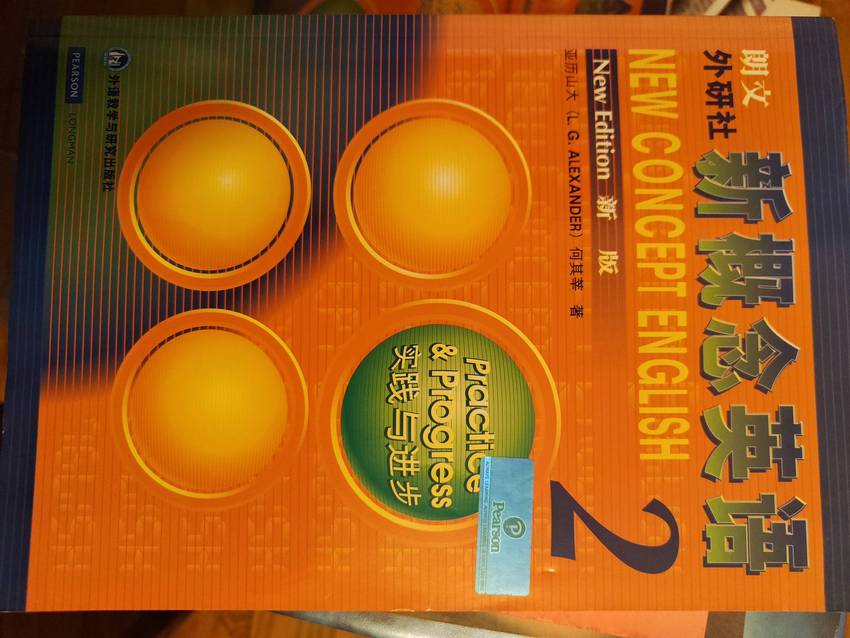 朗文
外研社
新概念英语
NEW CONCEPT ENGLISH
2
New Edition 新 版
亚历山大（L. G. ALEXANDER）何其莘 著
Practice
& Progress
实践与进步
Pearson
外语教学与研究出版社
PEARSON LONGMAN